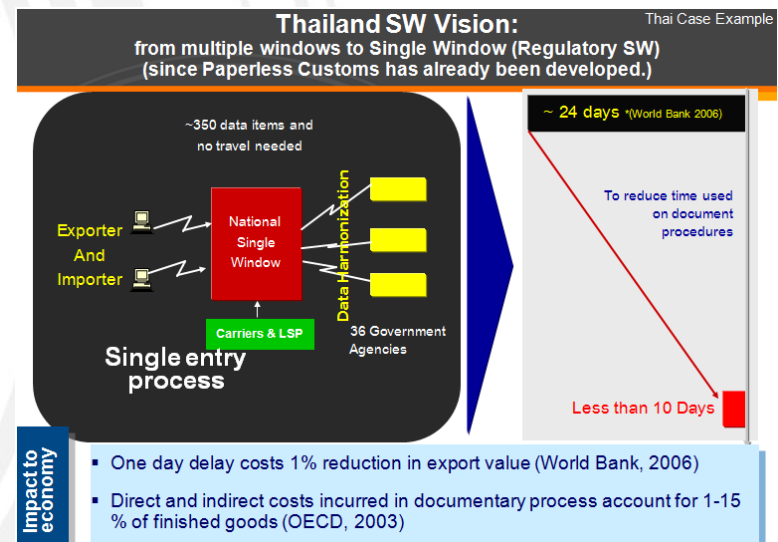 Thai Case Example
Thailand SW Vision:
from multiple windows to Single Window (Regulatory SW)
(since Paperless Customs has already been developed.)
~350 data items and
no travel needed
Exporter
And
Importer
National
Single
Window
Data Harmonization
Carriers & LSP
36 Government
Agencies
Single entry
process
~ 24 days *(World Bank 2006)
To reduce time used
on document
procedures
Less than 10 Days
Impact to
economy
▪ One day delay costs 1% reduction in export value (World Bank, 2006)
▪ Direct and indirect costs incurred in documentary process account for 1-15
% of finished goods (OECD, 2003)